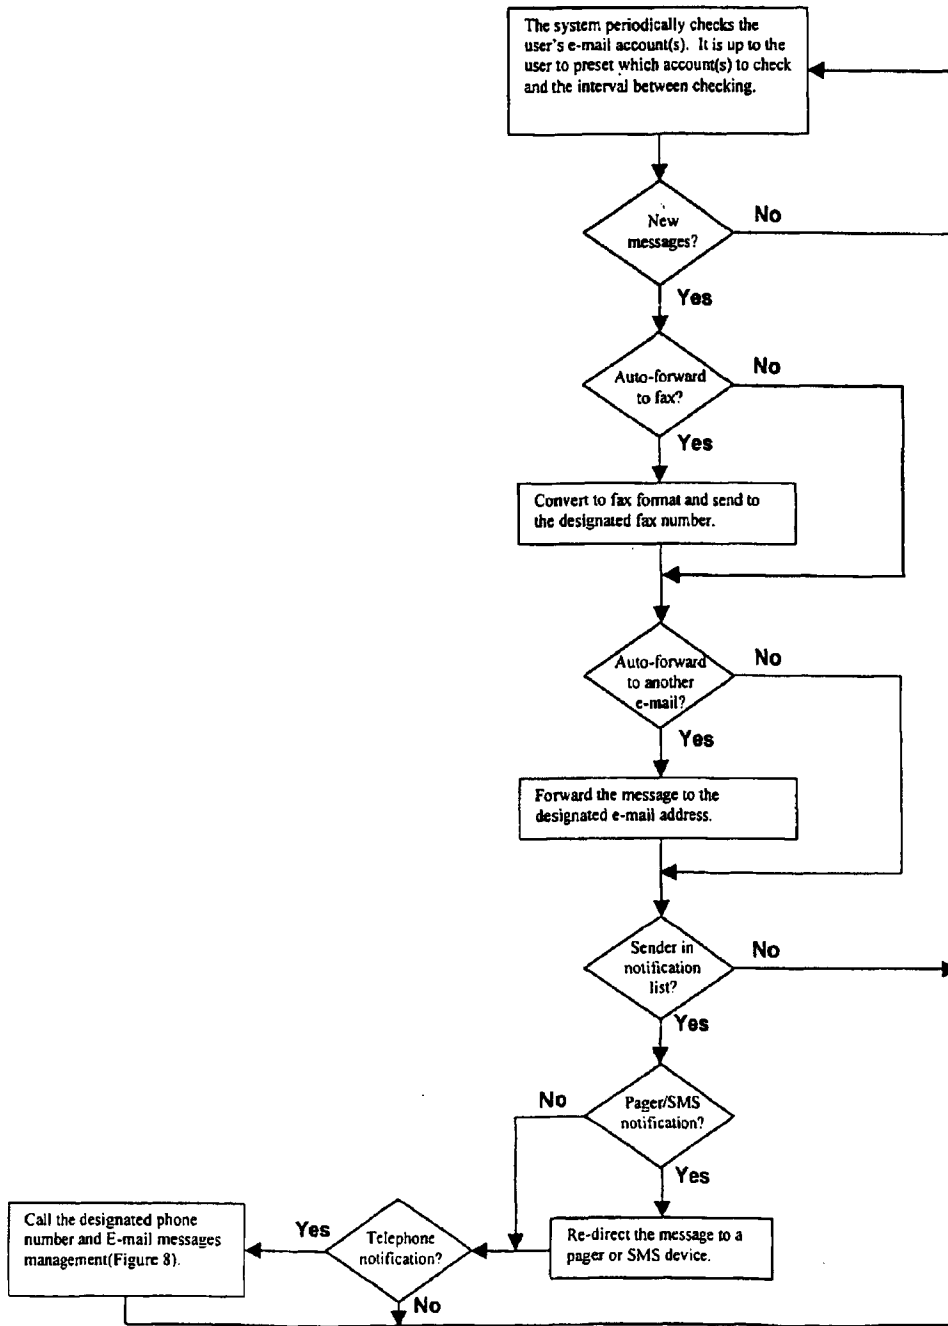 The system periodically checks the
user's e-mail account(s). It is up to the
user to preset which account(s) to check
and the interval between checking.
New
messages?
No
Yes
Auto-forward
to fax?
No
Yes
Convert to fax format and send to
the designated fax number.
Auto-forward
to another
e-mail?
No
Yes
Forward the message to the
designated e-mail address.
Sender in
notification
list?
No
Yes
Pager/SMS
notification?
No
Yes
Re-direct the message to a
pager or SMS device.
Telephone
notification?
Yes
No
Call the designated phone
number and E-mail messages
management(Figure 8).